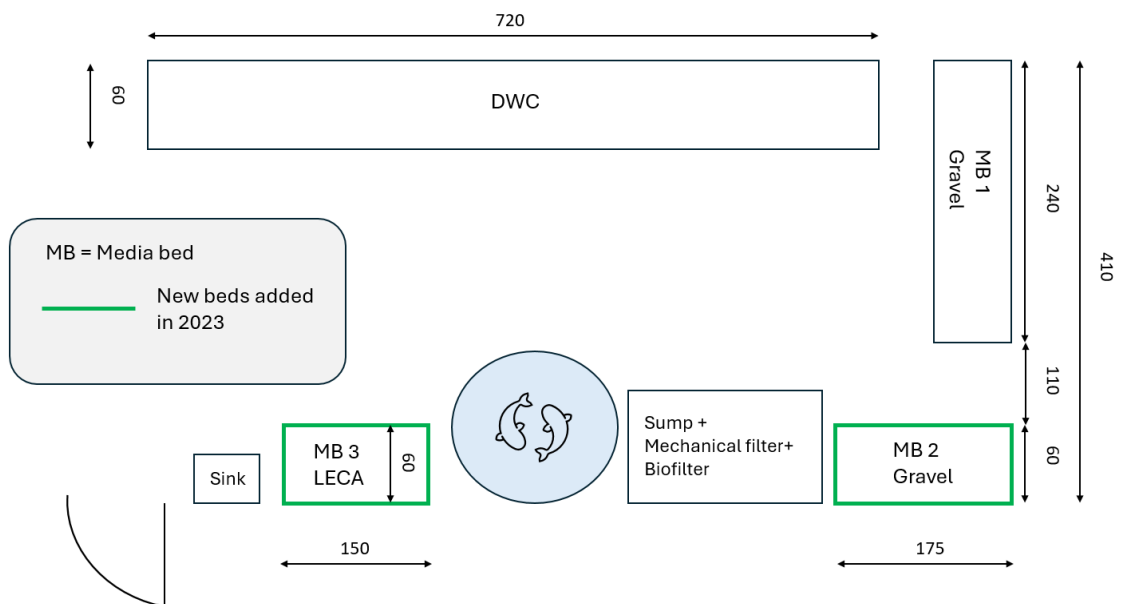 720
60
DWC
MB 1
Gravel
240
410
MB = Media bed
New beds added
in 2023
110
Sump +
Mechanical filter+
Biofilter
MB 3
LECA
60
MB 2
Gravel
60
Sink
150
175